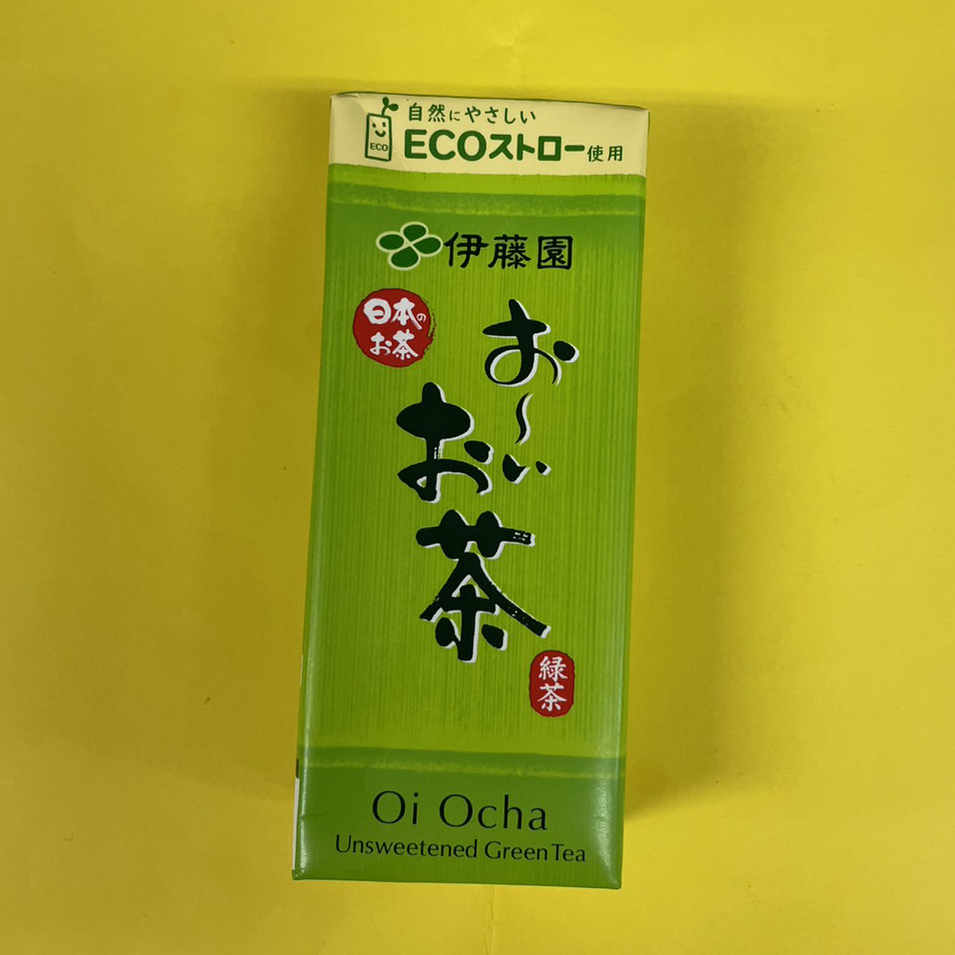 自然にやさしい
ECOストロー使用
ECO
伊藤園
日本の
お茶
お～い
お茶
緑茶
Oi Ocha
Unsweetened Green Tea